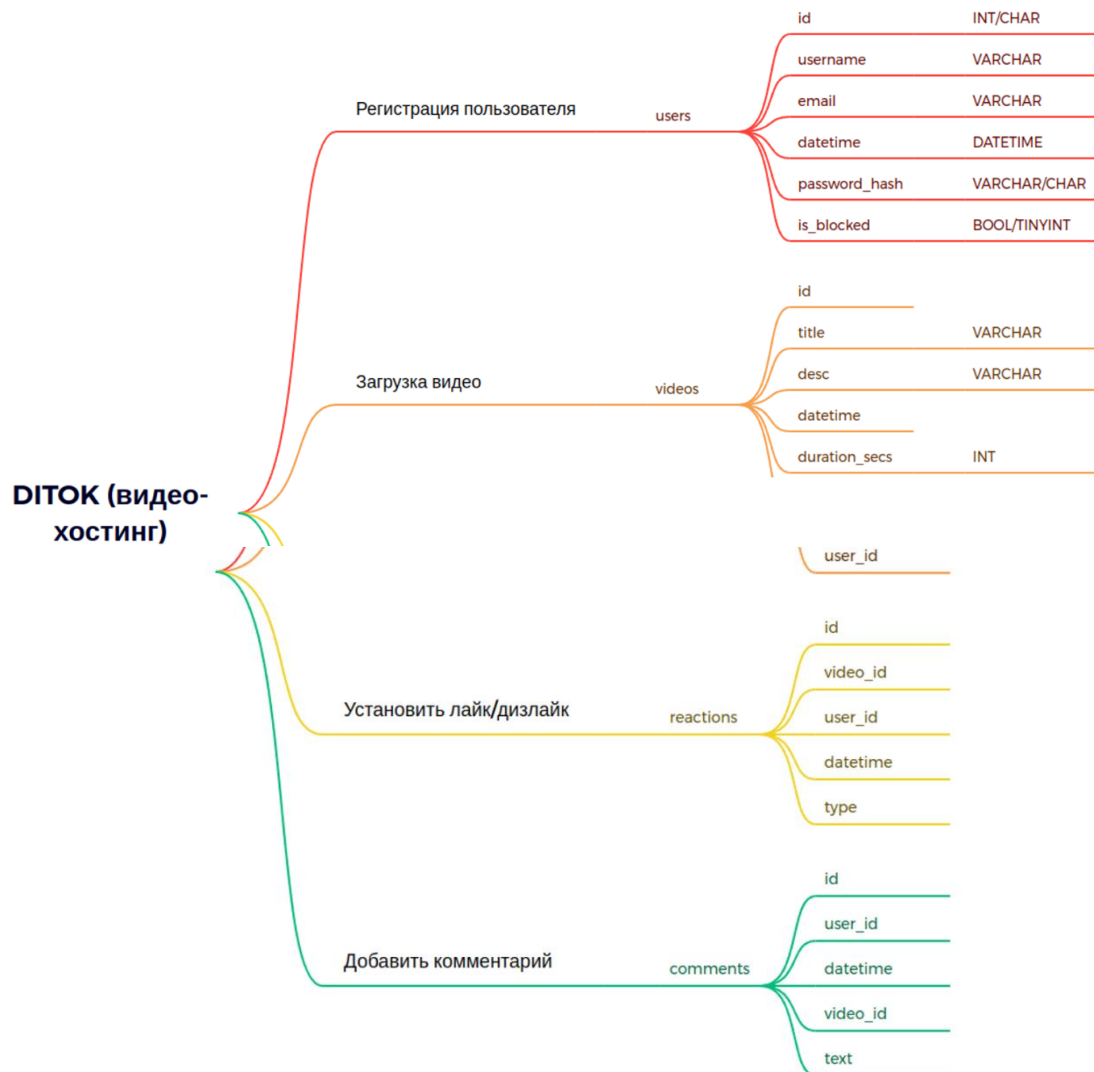 id INT/CHAR
username VARCHAR
Регистрация пользователя users email VARCHAR
datetime DATETIME
password_hash VARCHAR/CHAR
is_blocked BOOL/TINYINT
id
title VARCHAR
Загрузка видео videos desc VARCHAR
datetime
duration_secs INT
DITOK (видео-
хостинг)
user_id
id
video_id
Установить лайк/дизлайк reactions user_id
datetime
type
id
user_id
Добавить комментарий comments datetime
video_id
text